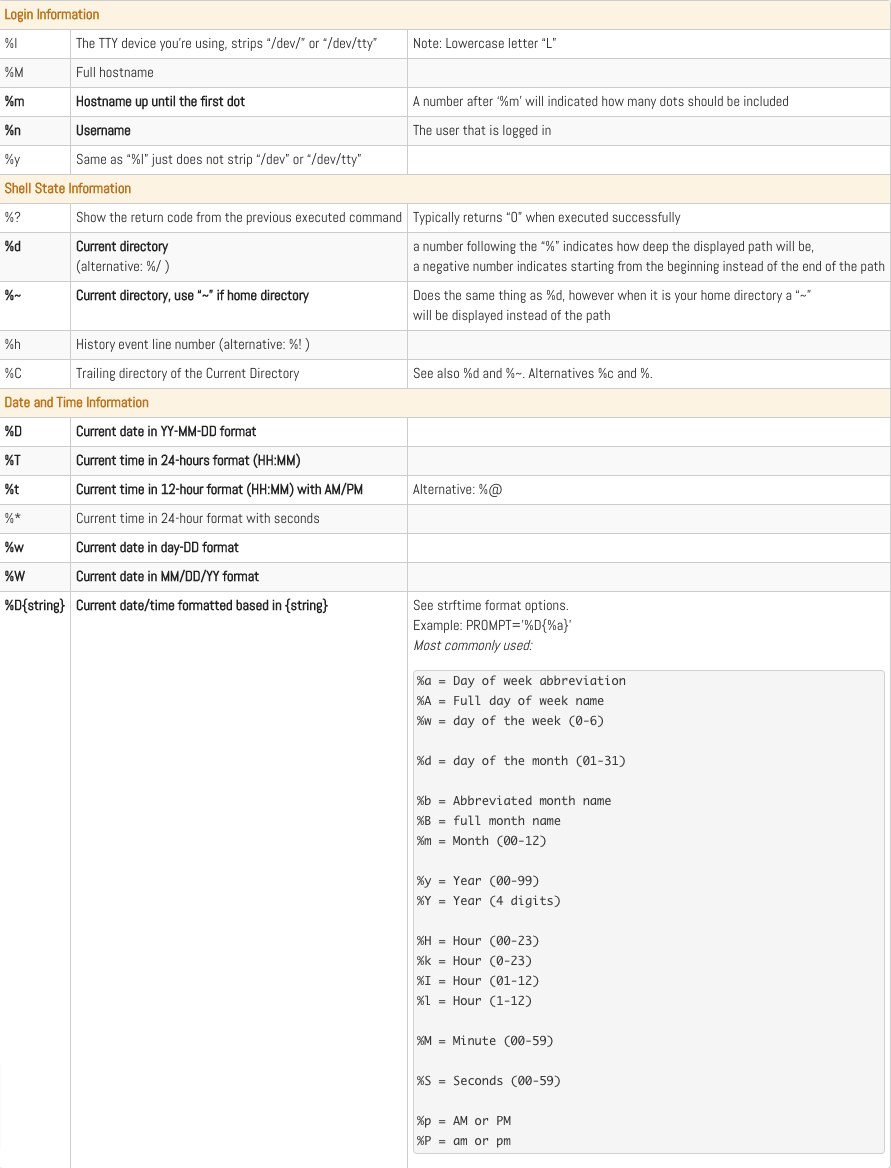 Login Information
%l The TTY device you're using, strips “/dev/” or “/dev/tty” Note: Lowercase letter “L”
%M Full hostname
%m Hostname up until the first dot A number after ‘%m’ will indicated how many dots should be included
%n Username The user that is logged in
%y Same as “%l” just does not strip “/dev” or “/dev/tty”
Shell State Information
%? Show the return code from the previous executed command Typically returns “0” when executed successfully
%d Current directory a number following the “%” indicates how deep the displayed path will be,
(alternative: %/ ) a negative number indicates starting from the beginning instead of the end of the path
%~ Current directory, use “~” if home directory Does the same thing as %d, however when it is your home directory a “~”
will be displayed instead of the path
%h History event line number (alternative: %! )
%C Trailing directory of the Current Directory See also %d and %~. Alternatives %c and %.
Date and Time Information
%D Current date in YY-MM-DD format
%T Current time in 24-hours format (HH:MM)
%t Current time in 12-hour format (HH:MM) with AM/PM Alternative: %@
%* Current time in 24-hour format with seconds
%w Current date in day-DD format
%W Current date in MM/DD/YY format
%D{string} Current date/time formatted based in {string} See strftime format options.
Example: PROMPT='%D{%a}'
Most commonly used:
%a = Day of week abbreviation
%A = Full day of week name
%w = day of the week (0-6)
%d = day of the month (01-31)
%b = Abbreviated month name
%B = full month name
%m = Month (00-12)
%y = Year (00-99)
%Y = Year (4 digits)
%H = Hour (00-23)
%k = Hour (0-23)
%I = Hour (01-12)
%l = Hour (1-12)
%M = Minute (00-59)
%S = Seconds (00-59)
%p = AM or PM
%P = am or pm